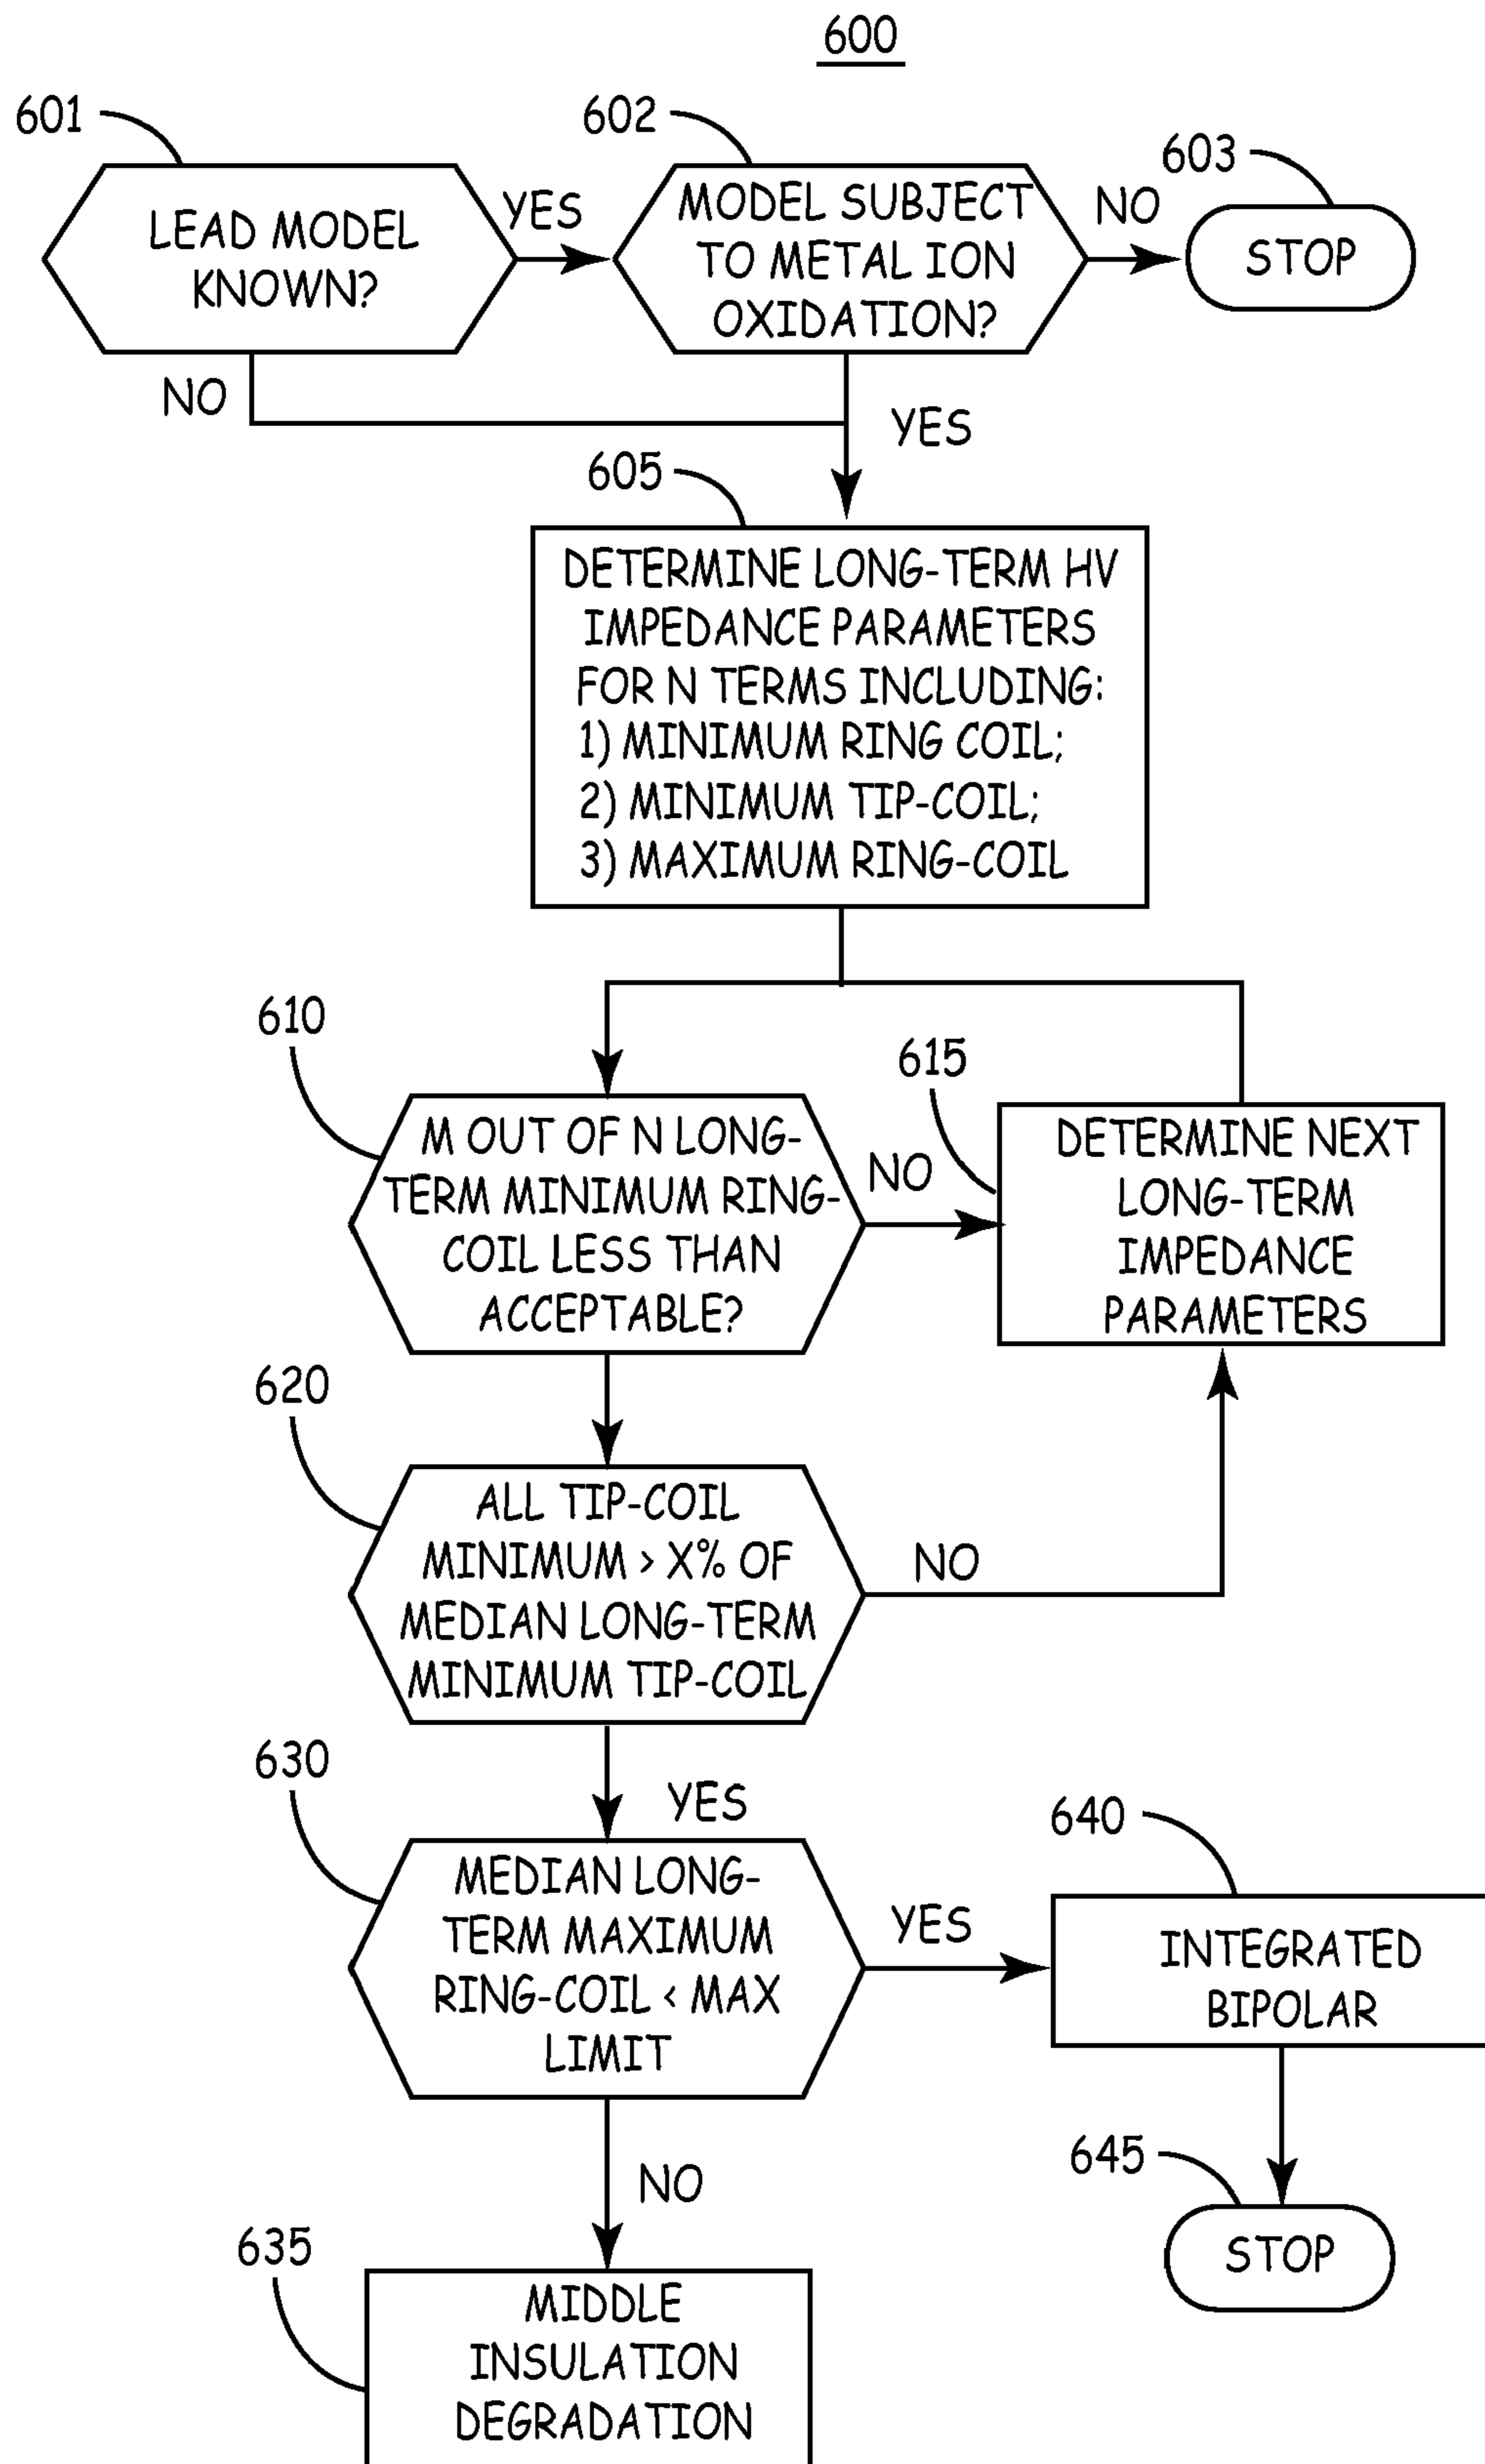 600
601
602
603
LEAD MODEL
KNOWN?
YES
MODEL SUBJECT
TO METAL ION
OXIDATION?
NO
STOP
NO
YES
605
DETERMINE LONG-TERM HV
IMPEDANCE PARAMETERS
FOR N TERMS INCLUDING:
1) MINIMUM RING COIL;
2) MINIMUM TIP-COIL;
3) MAXIMUM RING-COIL
610
615
M OUT OF N LONG-
TERM MINIMUM RING-
COIL LESS THAN
ACCEPTABLE?
NO
DETERMINE NEXT
LONG-TERM
IMPEDANCE
PARAMETERS
620
ALL TIP-COIL
MINIMUM > X% OF
MEDIAN LONG-TERM
MINIMUM TIP-COIL
NO
YES
630
MEDIAN LONG-
TERM MAXIMUM
RING-COIL < MAX
LIMIT
YES
640
INTEGRATED
BIPOLAR
NO
645
STOP
635
MIDDLE
INSULATION
DEGRADATION